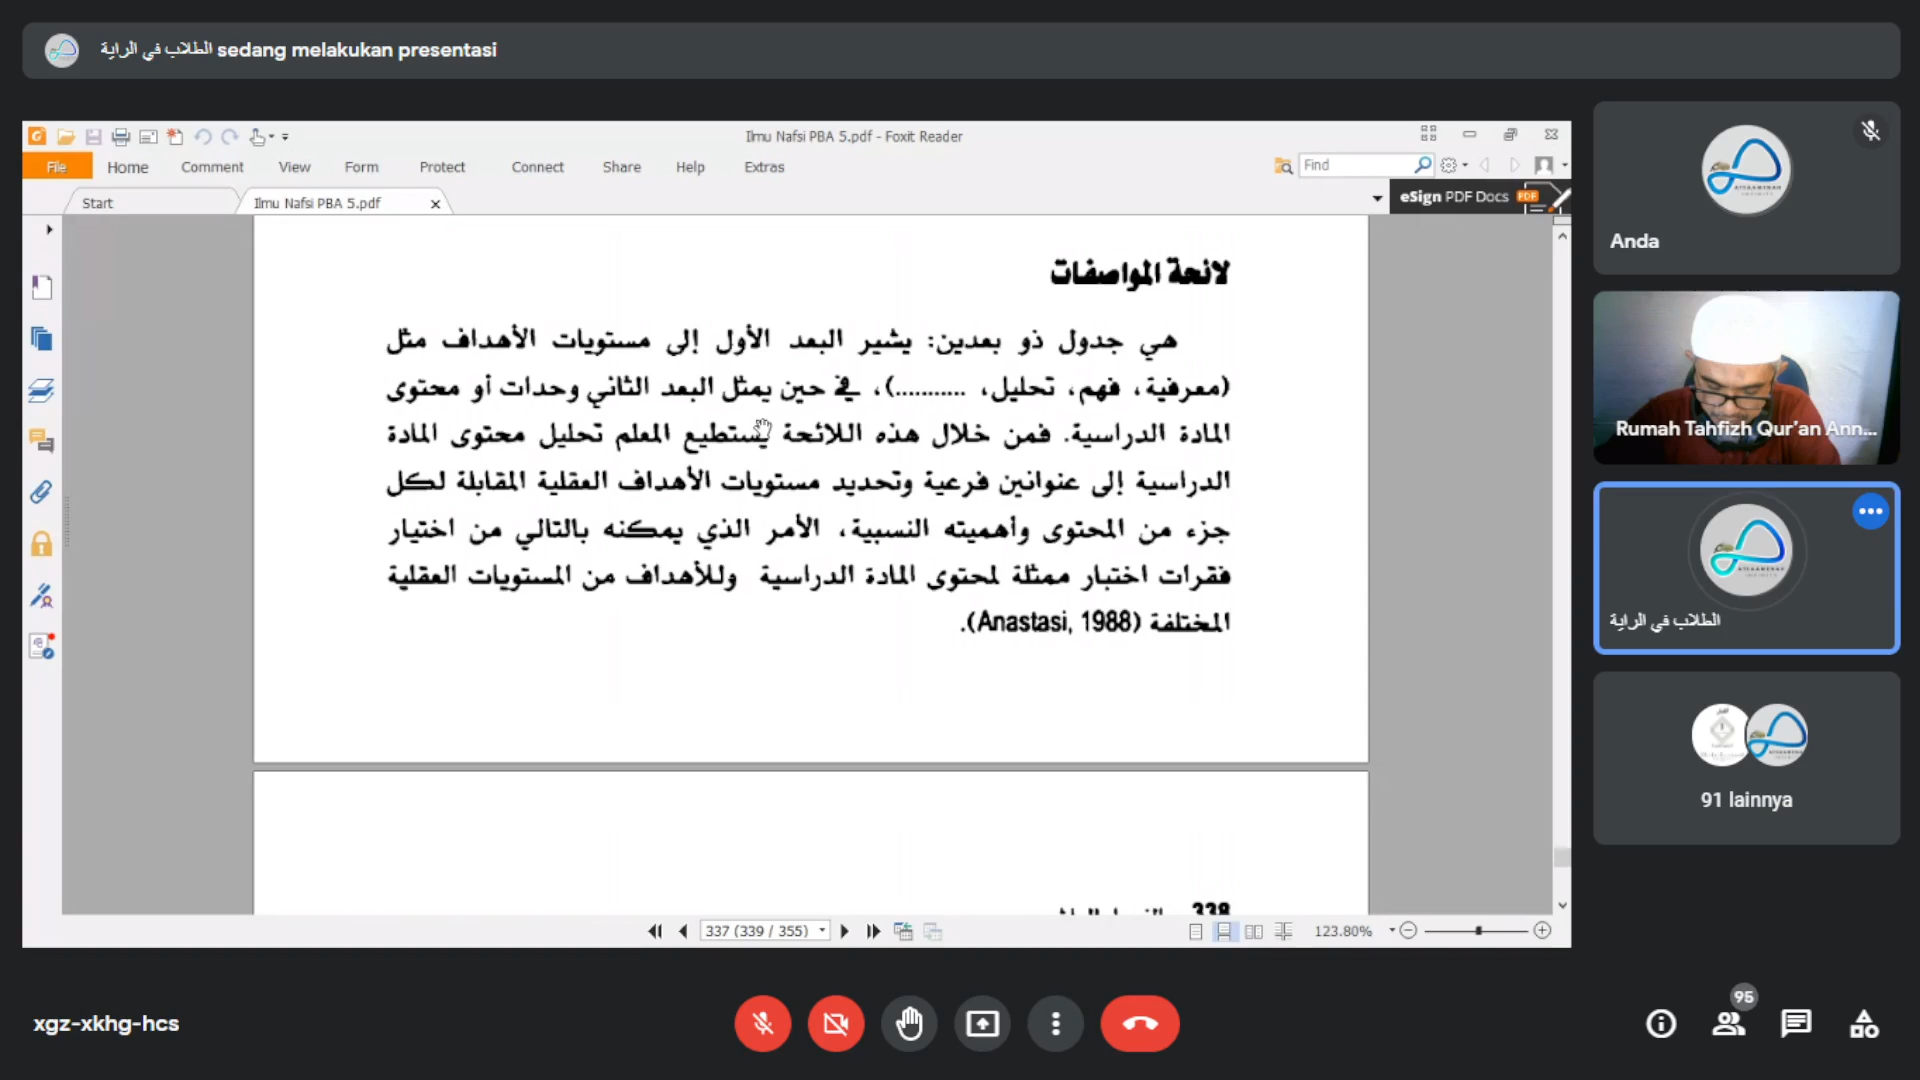 الطلاب في الراية sedang melakukan presentasi
Ilmu Nafsi PBA 5.pdf - Foxit Reader
File Home Comment View Form Protect Connect Share Help Extras
Find
Start
Ilmu Nafsi PBA 5.pdf
eSign PDF Docs
PDF
لائحة المواصفات
هي جدول ذو بعدين: يشير البعد الأول إلى مستويات الأهداف مثل
(معرفية، فهم، تحليل، ...........)، في حين يمثل البعد الثاني وحدات أو محتوى
المادة الدراسية. فمن خلال هذه اللائحة يستطيع المعلم تحليل محتوى المادة
الدراسية إلى عنوانين فرعية وتحديد مستويات الأهداف العقلية المقابلة لكل
جزء من المحتوى وأهميته النسبية، الأمر الذي يمكنه بالتالي من اختيار
فقرات اختبار ممثلة لمحتوى المادة الدراسية وللأهداف من المستويات العقلية
المختلفة (Anastasi, 1988).
338
337 (339 / 355)
123.80%
Anda
Rumah Tahfizh Qur'an Ann...
الطلاب في الراية
91 lainnya
xgz-xkhg-hcs
95